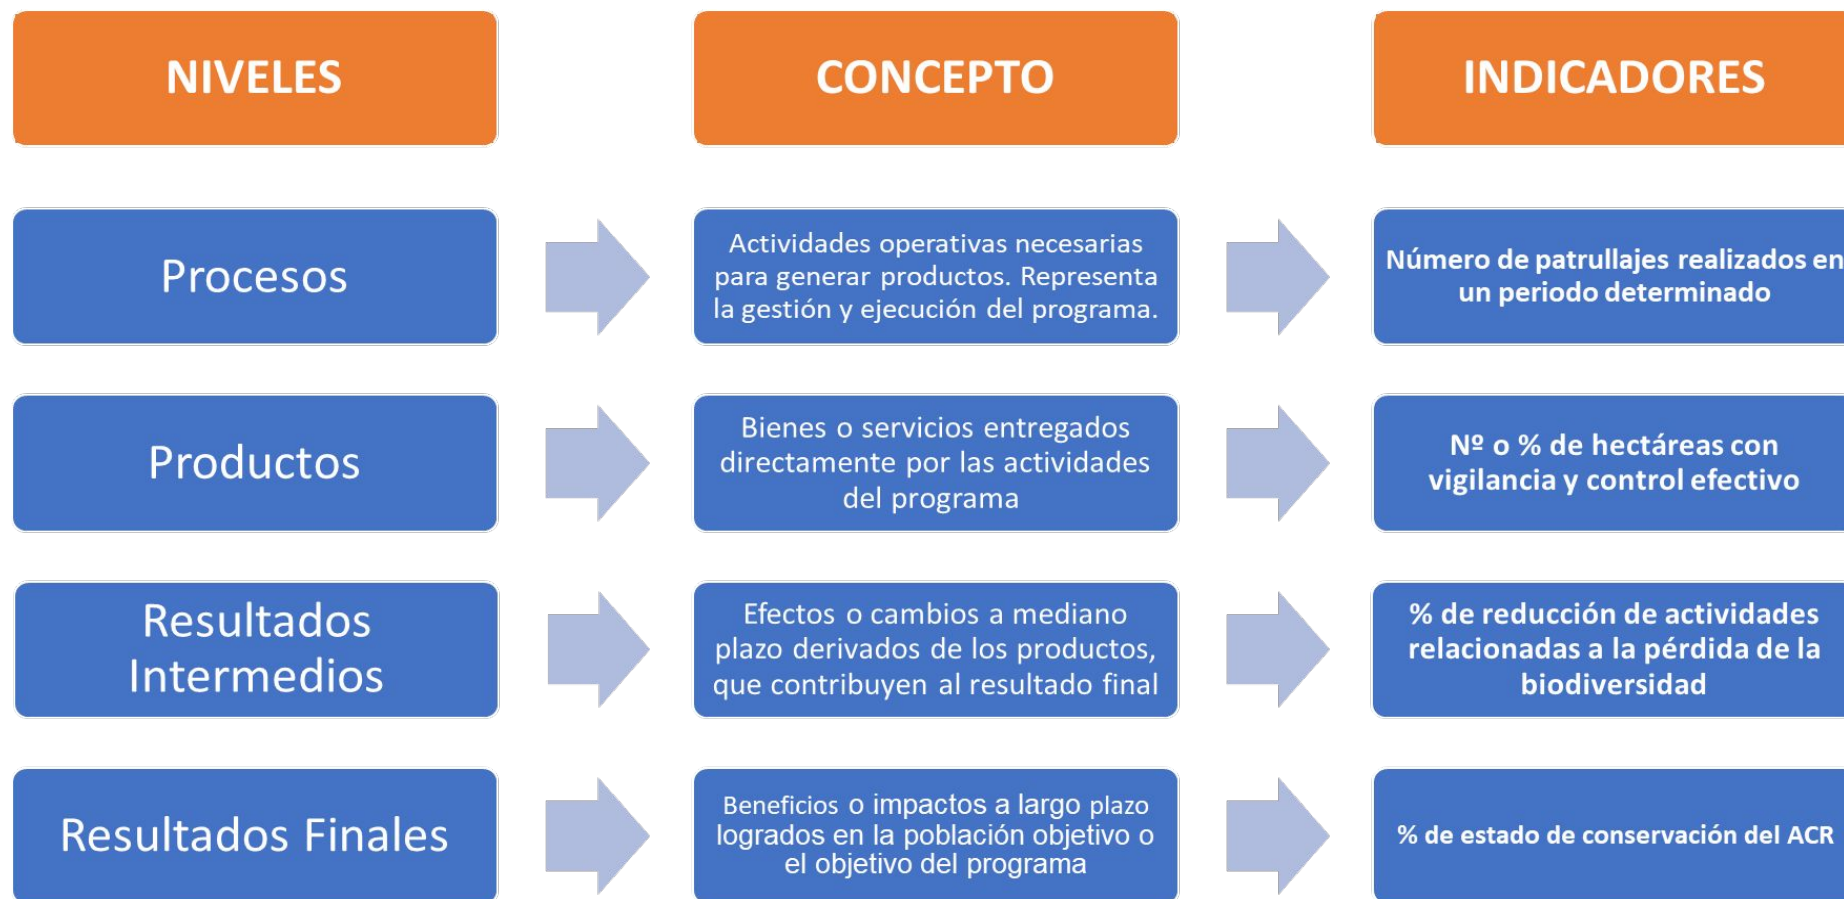 NIVELES
CONCEPTO
INDICADORES
Procesos
Actividades operativas necesarias
para generar productos. Representa
la gestión y ejecución del programa.
Número de patrullajes realizados en
un periodo determinado
Productos
Bienes o servicios entregados
directamente por las actividades
del programa
Nº o % de hectáreas con
vigilancia y control efectivo
Resultados
Intermedios
Efectos o cambios a mediano
plazo derivados de los productos,
que contribuyen al resultado final
% de reducción de actividades
relacionadas a la pérdida de la
biodiversidad
Resultados Finales
Beneficios o impactos a largo plazo
logrados en la población objetivo o
el objetivo del programa
% de estado de conservación del ACR